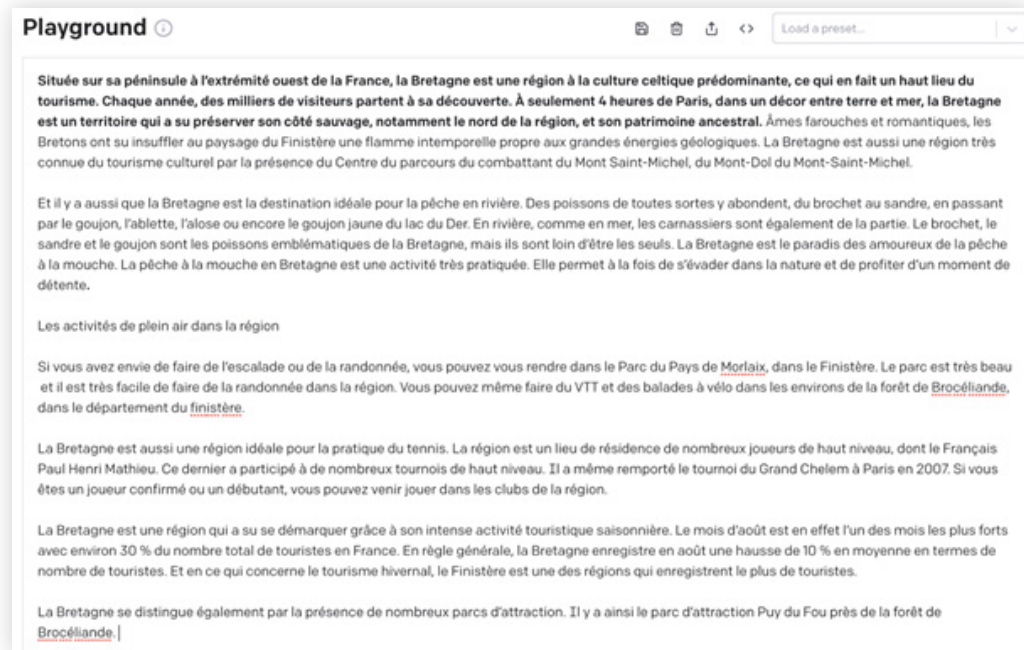 Playground
Load a preset...
Située sur sa péninsule à l'extrémité ouest de la France, la Bretagne est une région à la culture celtique prédominante, ce qui en fait un haut lieu du
tourisme. Chaque année, des milliers de visiteurs partent à sa découverte. À seulement 4 heures de Paris, dans un décor entre terre et mer, la Bretagne
est un territoire qui a su préserver son côté sauvage, notamment le nord de la région, et son patrimoine ancestral. Âmes farouches et romantiques, les
Bretons ont su insuffler au paysage du Finistère une flamme intemporelle propre aux grandes énergies géologiques. La Bretagne est aussi une région très
connue du tourisme culturel par la présence du Centre du parcours du combattant du Mont Saint-Michel, du Mont-Dol du Mont-Saint-Michel.
Et il y a aussi que la Bretagne est la destination idéale pour la pêche en rivière. Des poissons de toutes sortes y abondent, du brochet au sandre, en passant
par le goujon, l'ablette, l'alose ou encore le goujon jaune du lac du Der. En rivière, comme en mer, les carnassiers sont également de la partie. Le brochet, le
sandre et le goujon sont les poissons emblématiques de la Bretagne, mais ils sont loin d'être les seuls. La Bretagne est le paradis des amoureux de la pêche
à la mouche. La pêche à la mouche en Bretagne est une activité très pratiquée. Elle permet à la fois de s'évader dans la nature et de profiter d'un moment de
détente.
Les activités de plein air dans la région
Si vous avez envie de faire de l'escalade ou de la randonnée, vous pouvez vous rendre dans le Parc du Pays de Morlaix, dans le Finistère. Le parc est très beau
et il est très facile de faire de la randonnée dans la région. Vous pouvez même faire du VTT et des balades à vélo dans les environs de la forêt de Brocéliande,
dans le département du finistère.
La Bretagne est aussi une région idéale pour la pratique du tennis. La région est un lieu de résidence de nombreux joueurs de haut niveau, dont le Français
Paul Henri Mathieu. Ce dernier a participé à de nombreux tournois de haut niveau. Il a même remporté le tournoi du Grand Chelem à Paris en 2007. Si vous
êtes un joueur confirmé ou un débutant, vous pouvez venir jouer dans les clubs de la région.
La Bretagne est une région qui a su se démarquer grâce à son intense activité touristique saisonnière. Le mois d'août est en effet l'un des mois les plus forts
avec environ 30 % du nombre total de touristes en France. En règle générale, la Bretagne enregistre en août une hausse de 10 % en moyenne en termes de
nombre de touristes. Et en ce qui concerne le tourisme hivernal, le Finistère est une des régions qui enregistrent le plus de touristes.
La Bretagne se distingue également par la présence de nombreux parcs d'attraction. Il y a ainsi le parc d'attraction Puy du Fou près de la forêt de
Brocéliande.